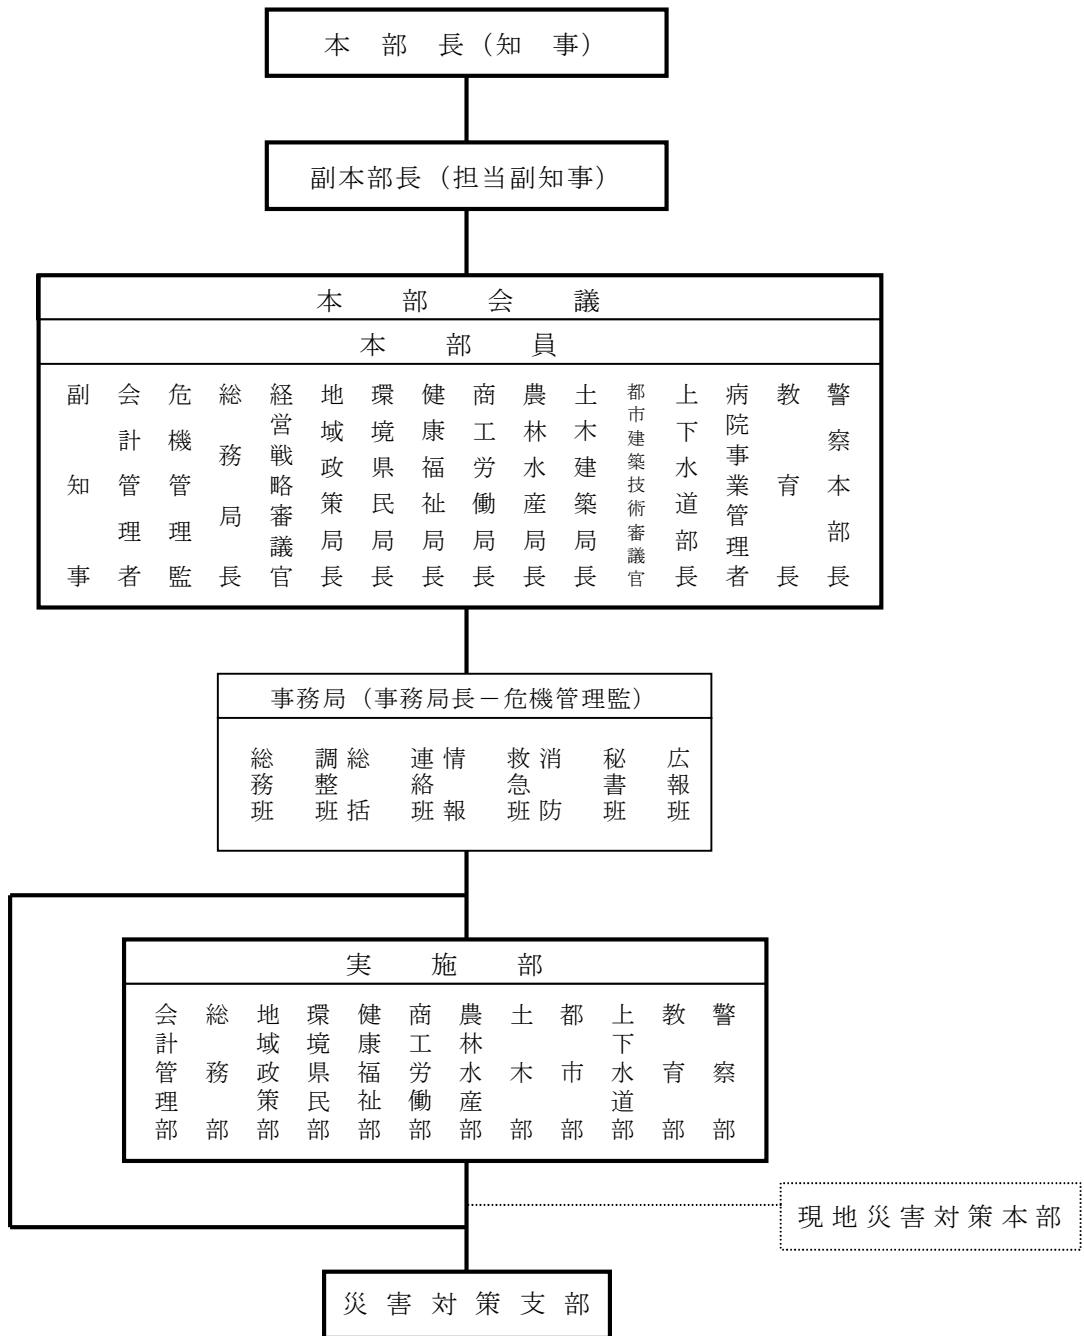 本部長（知事）
副本部長（担当副知事）
本部会議
本部員
副知事
会計管理者
危機管理監
総務局長
経営戦略審議官
地域政策局長
環境県民局長
健康福祉局長
商工労働局長
農林水産局長
土木建築局長
都市建築技術審議官
上下水道部長
病院事業管理者
教育長
警察本部長
事務局（事務局長－危機管理監）
総務班
総括
調整班
情報
連絡班
消防
救急班
秘書班
広報班
実施部
会計管理部
総務部
地域政策部
環境県民部
健康福祉部
商工労働部
農林水産部
土木部
都市部
上下水道部
教育部
警察部
現地災害対策本部
災害対策支部